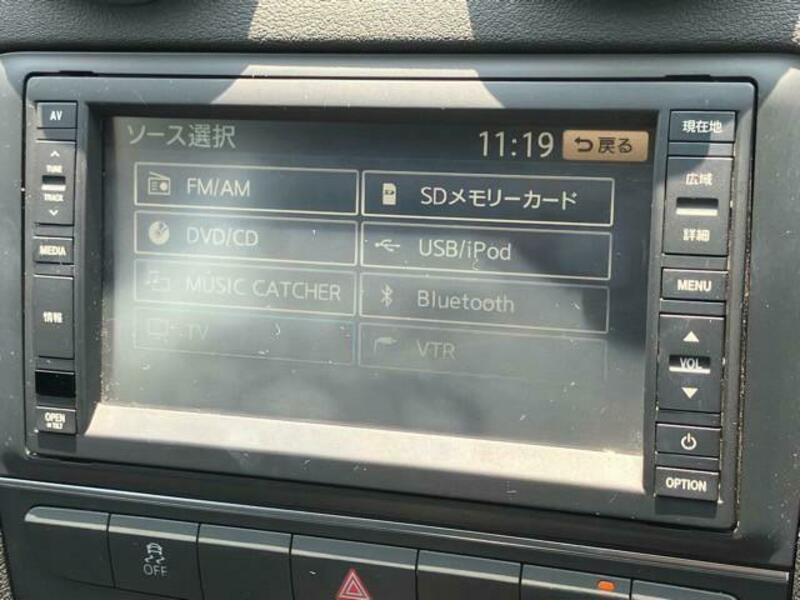 AV
TUNE
TRACK
MEDIA
情報
OPEN
or TILT
ソース選択
11:19
戻る
FM/AM
SDメモリーカード
DVD/CD
USB/iPod
MUSIC CATCHER
Bluetooth
TV
VTR
現在地
広域
詳細
MENU
VOL
OPTION
OFF